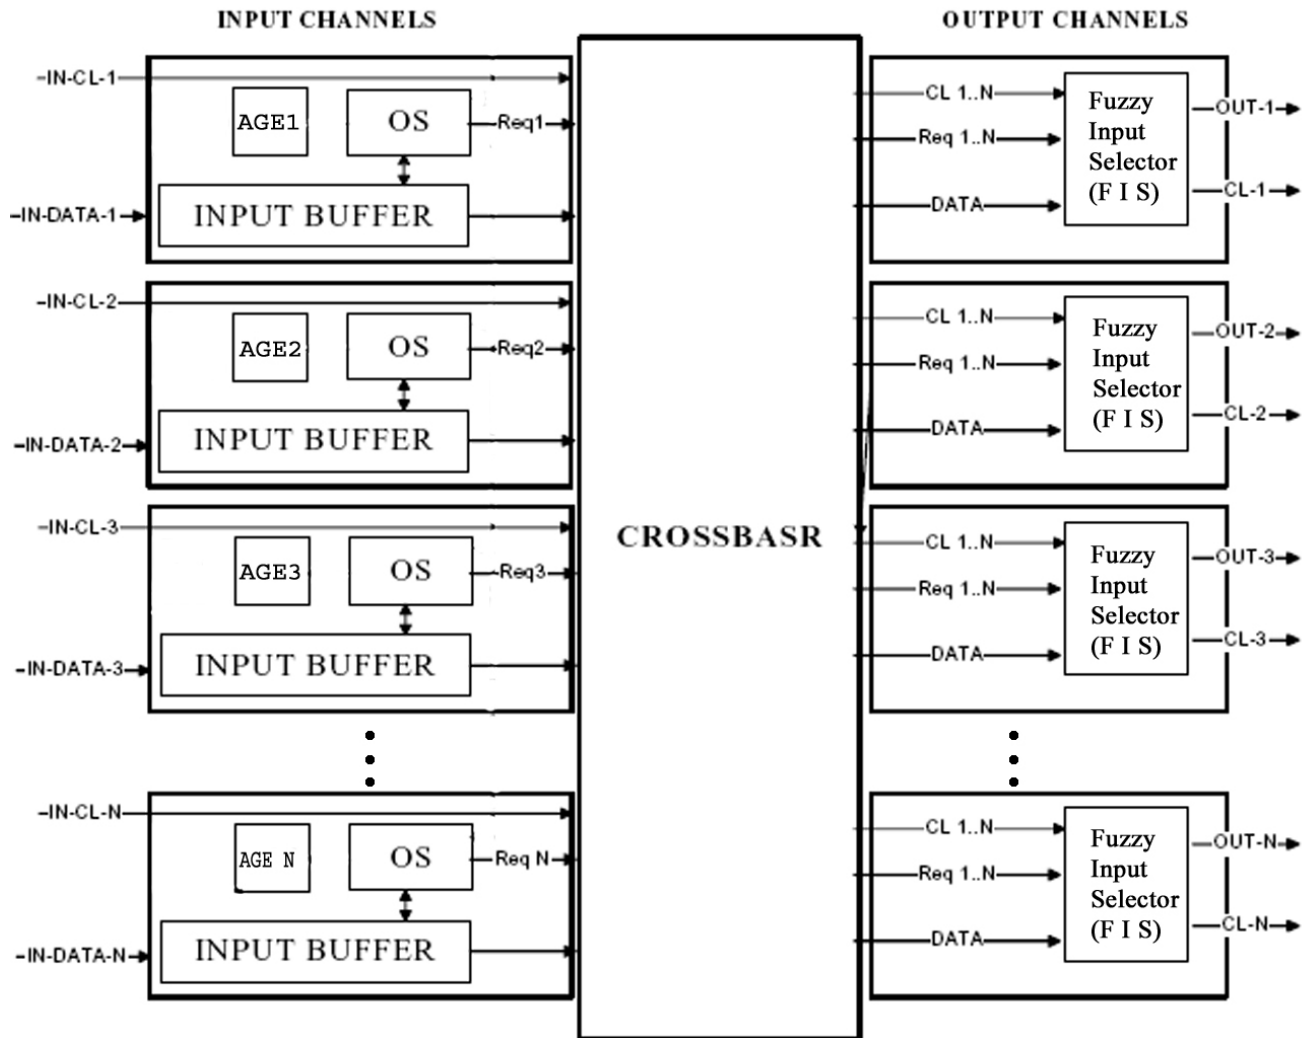 INPUT CHANNELS
OUTPUT CHANNELS
IN-CL-1
AGE1
OS
Req1
IN-DATA-1
INPUT BUFFER
IN-CL-2
AGE2
OS
Req2
IN-DATA-2
INPUT BUFFER
IN-CL-3
AGE3
OS
Req3
IN-DATA-3
INPUT BUFFER
IN-CL-N
AGE N
OS
Req N
IN-DATA-N
INPUT BUFFER
CROSSBASR
CL 1..N
Req 1..N
DATA
Fuzzy
Input
Selector
(F I S)
OUT-1
CL-1
CL 1..N
Req 1..N
DATA
Fuzzy
Input
Selector
(F I S)
OUT-2
CL-2
CL 1..N
Req 1..N
DATA
Fuzzy
Input
Selector
(F I S)
OUT-3
CL-3
CL 1..N
Req 1..N
DATA
Fuzzy
Input
Selector
(F I S)
OUT-N
CL-N